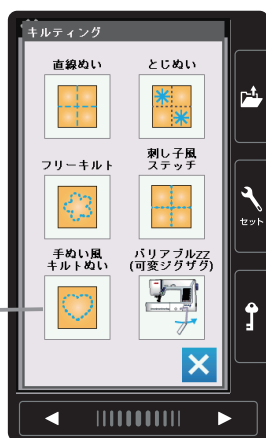 キルティング
直線ぬい
とじぬい
フリーキルト
刺し子風
ステッチ
手ぬい風
キルトぬい
バリアブルZZ
(可変ジグザグ)
セット